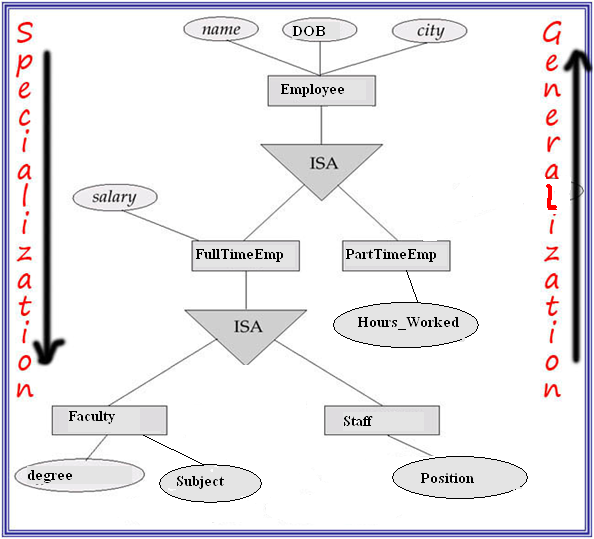 Specialization
name
DOB
city
Employee
ISA
salary
FullTimeEmp
PartTimeEmp
Hours_Worked
ISA
Faculty
Staff
degree
Subject
Position
GeneraLization